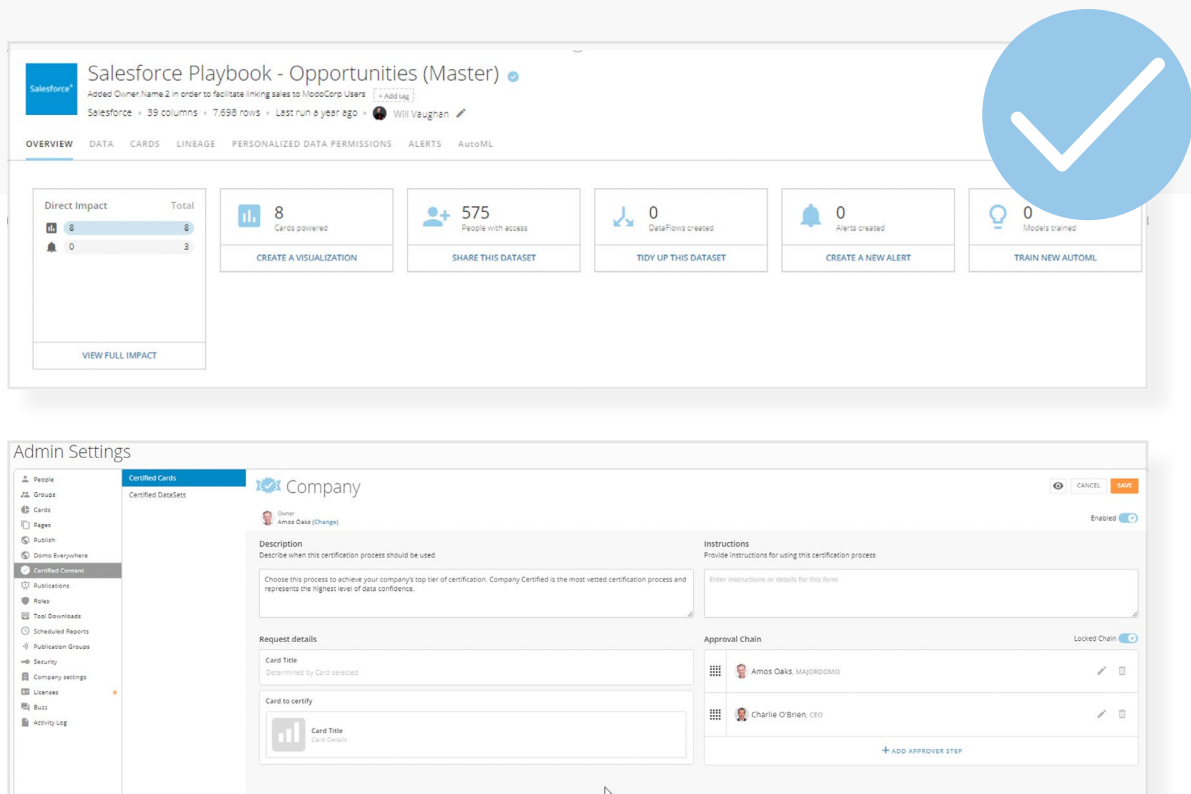 Salesforce
Salesforce Playbook - Opportunities (Master)
Added Owner.Name.2 in order to facilitate linking sales to ModoCorp Users + Add tag
Salesforce 39 columns 7,698 rows Last run a year ago Will Vaughan
OVERVIEW DATA CARDS LINEAGE PERSONALIZED DATA PERMISSIONS ALERTS AutoML
Direct Impact Total
8 8
0 3
VIEW FULL IMPACT
8
Cards powered
CREATE A VISUALIZATION
575
People with access
SHARE THIS DATASET
0
DataFlows created
TIDY UP THIS DATASET
0
Alerts created
CREATE A NEW ALERT
0
Models trained
TRAIN NEW AUTOML
Admin Settings
People
Groups
Cards
Pages
Publish
Domo Everywhere
Certified Content
Publications
Roles
Tool Downloads
Scheduled Reports
Publication Groups
Security
Company settings
Licenses
Buzz
Activity Log
Certified Cards
Certified DataSets
Company
CANCEL SAVE
Owner
Amos Oaks (Change)
Enabled
Description
Describe when this certification process should be used
Choose this process to achieve your company's top tier of certification. Company Certified is the most vetted certification process and
represents the highest level of data confidence.
Instructions
Provide instructions for using this certification process
Enter instructions or details for this form
Request details
Card Title
Determined by Card selected
Card to certify
Card Title
Card Details
Approval Chain Locked Chain
Amos Oaks, MAJORDOMO
Charlie O'Brien, CEO
+ ADD APPROVER STEP